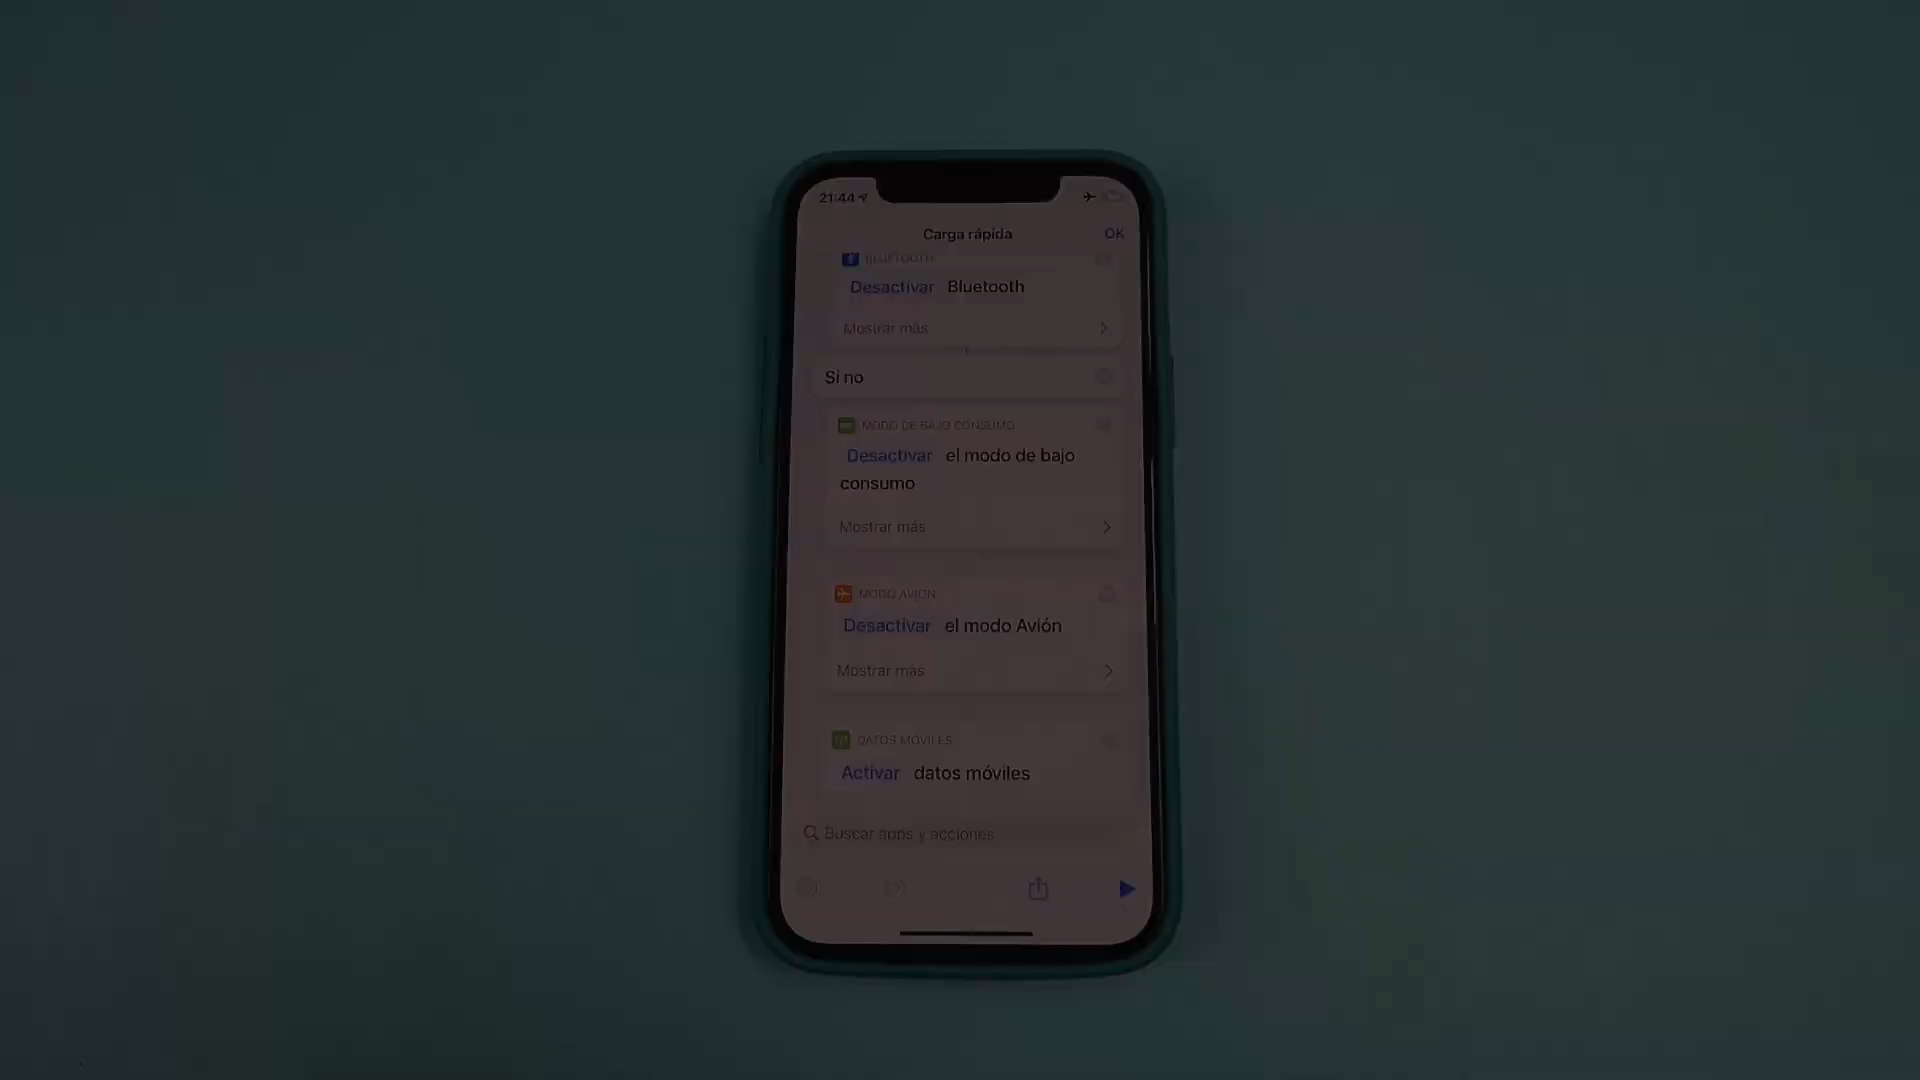 21:44
Carga rápida
OK
BLUETOOTH
Desactivar Bluetooth
Mostrar más
Si no
MODO DE BAJO CONSUMO
Desactivar el modo de bajo
consumo
Mostrar más
MODO AVIÓN
Desactivar el modo Avión
Mostrar más
DATOS MÓVILES
Activar datos móviles
Buscar apps y acciones